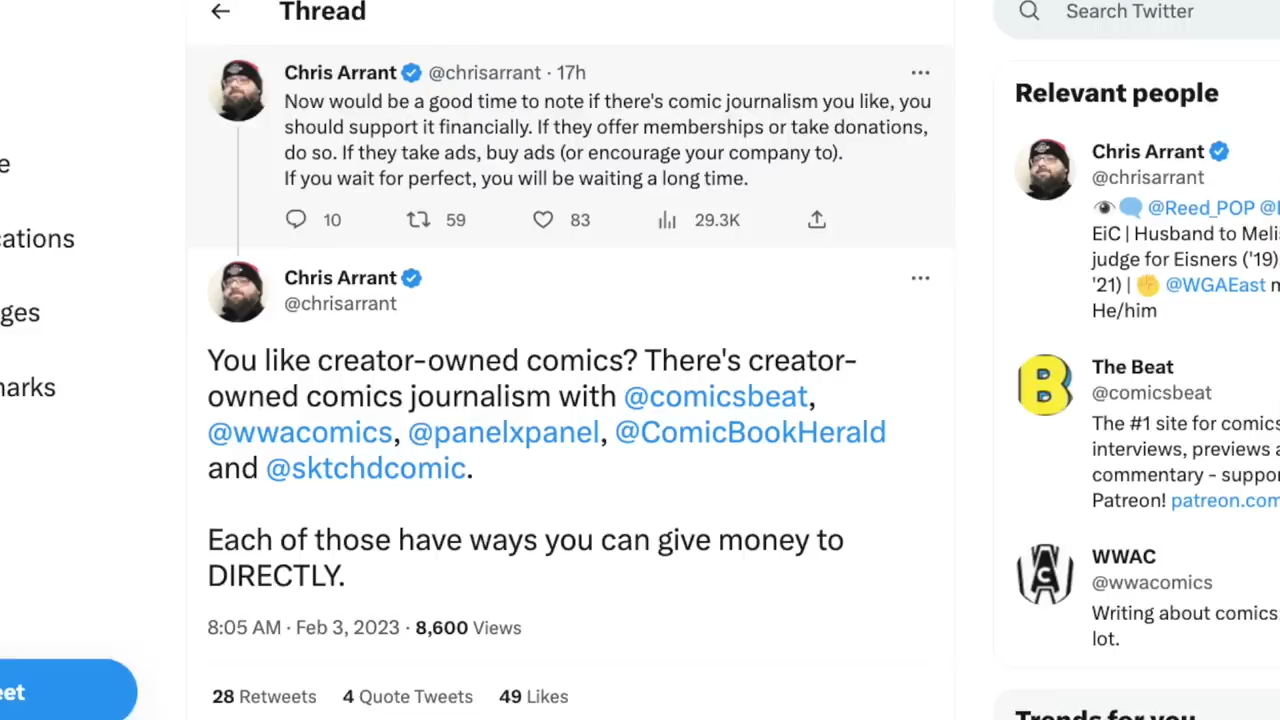 Thread
Search Twitter
Chris Arrant @chrisarrant · 17h
Now would be a good time to note if there's comic journalism you like, you
should support it financially. If they offer memberships or take donations,
do so. If they take ads, buy ads (or encourage your company to).
If you wait for perfect, you will be waiting a long time.
10 59 83 29.3K
Chris Arrant
@chrisarrant
You like creator-owned comics? There's creator-
owned comics journalism with @comicsbeat,
@wwacomics, @panelxpanel, @ComicBookHerald
and @sktchdcomic.
Each of those have ways you can give money to
DIRECTLY.
8:05 AM · Feb 3, 2023 · 8,600 Views
28 Retweets 4 Quote Tweets 49 Likes
Relevant people
Chris Arrant
@chrisarrant
@Reed_POP
EiC | Husband to
judge for Eisners ('19)
'21) | @WGAEast
He/him
The Beat
@comicsbeat
The #1 site for comics
interviews, previews
commentary -
Patreon! patreon.com
WWAC
@wwacomics
Writing about comics.
lot.
Trends for you